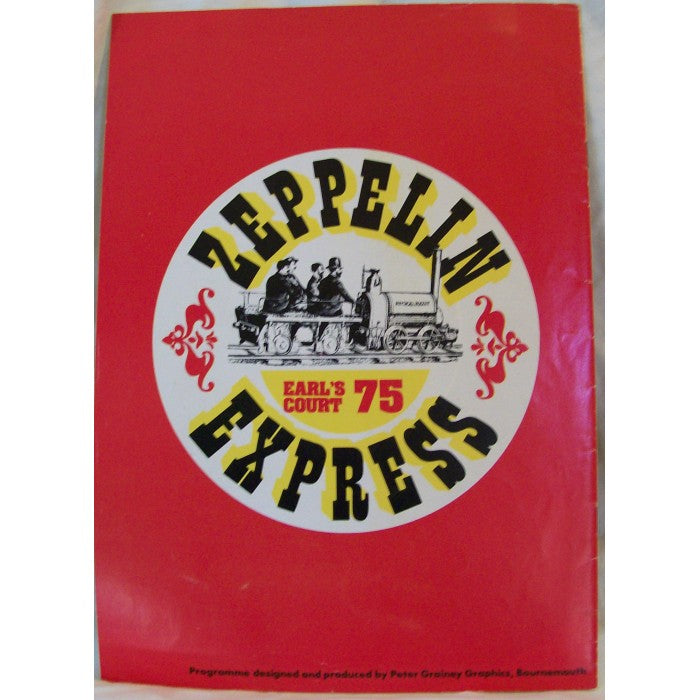 ZEPPELIN
EARL'S
COURT 75
EXPRESS
Programme designed and produced by Peter Grainey Graphics, Bournemouth